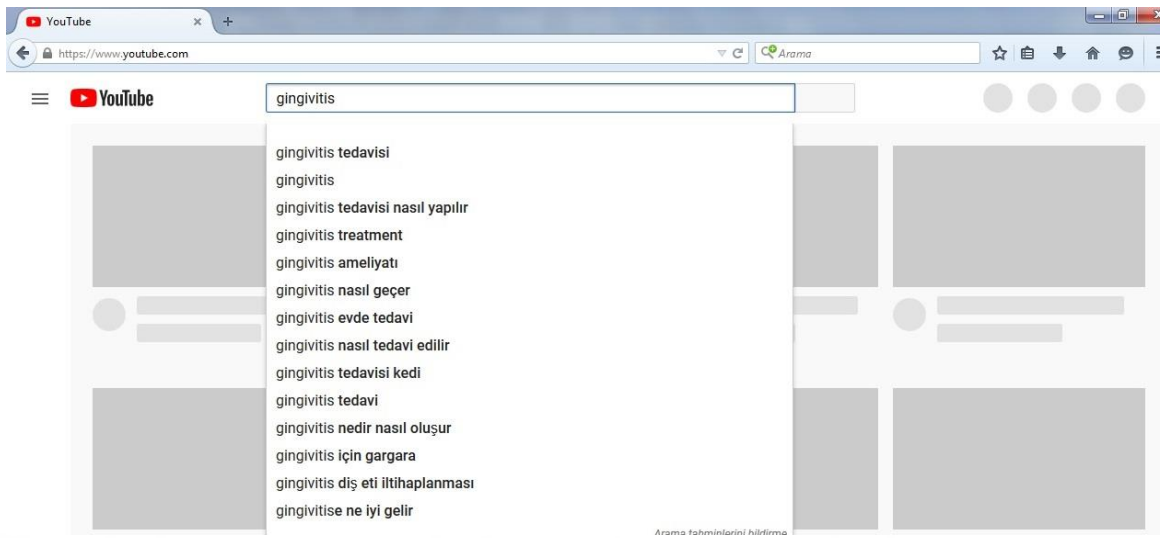 YouTube
https://www.youtube.com
Arama
YouTube
gingivitis
gingivitis tedavisi
gingivitis
gingivitis tedavisi nasıl yapılır
gingivitis treatment
gingivitis ameliyatı
gingivitis nasıl geçer
gingivitis evde tedavi
gingivitis nasıl tedavi edilir
gingivitis tedavisi kedi
gingivitis tedavi
gingivitis nedir nasıl oluşur
gingivitis için gargara
gingivitis diş eti iltihaplanması
gingivitise ne iyi gelir
Arama tahminlerini bildirme